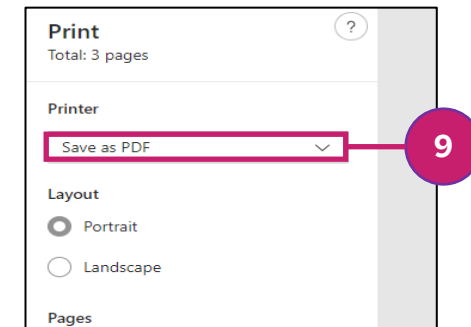 Print
?
Total: 3 pages
Printer
Save as PDF
9
Layout
Portrait
Landscape
Pages